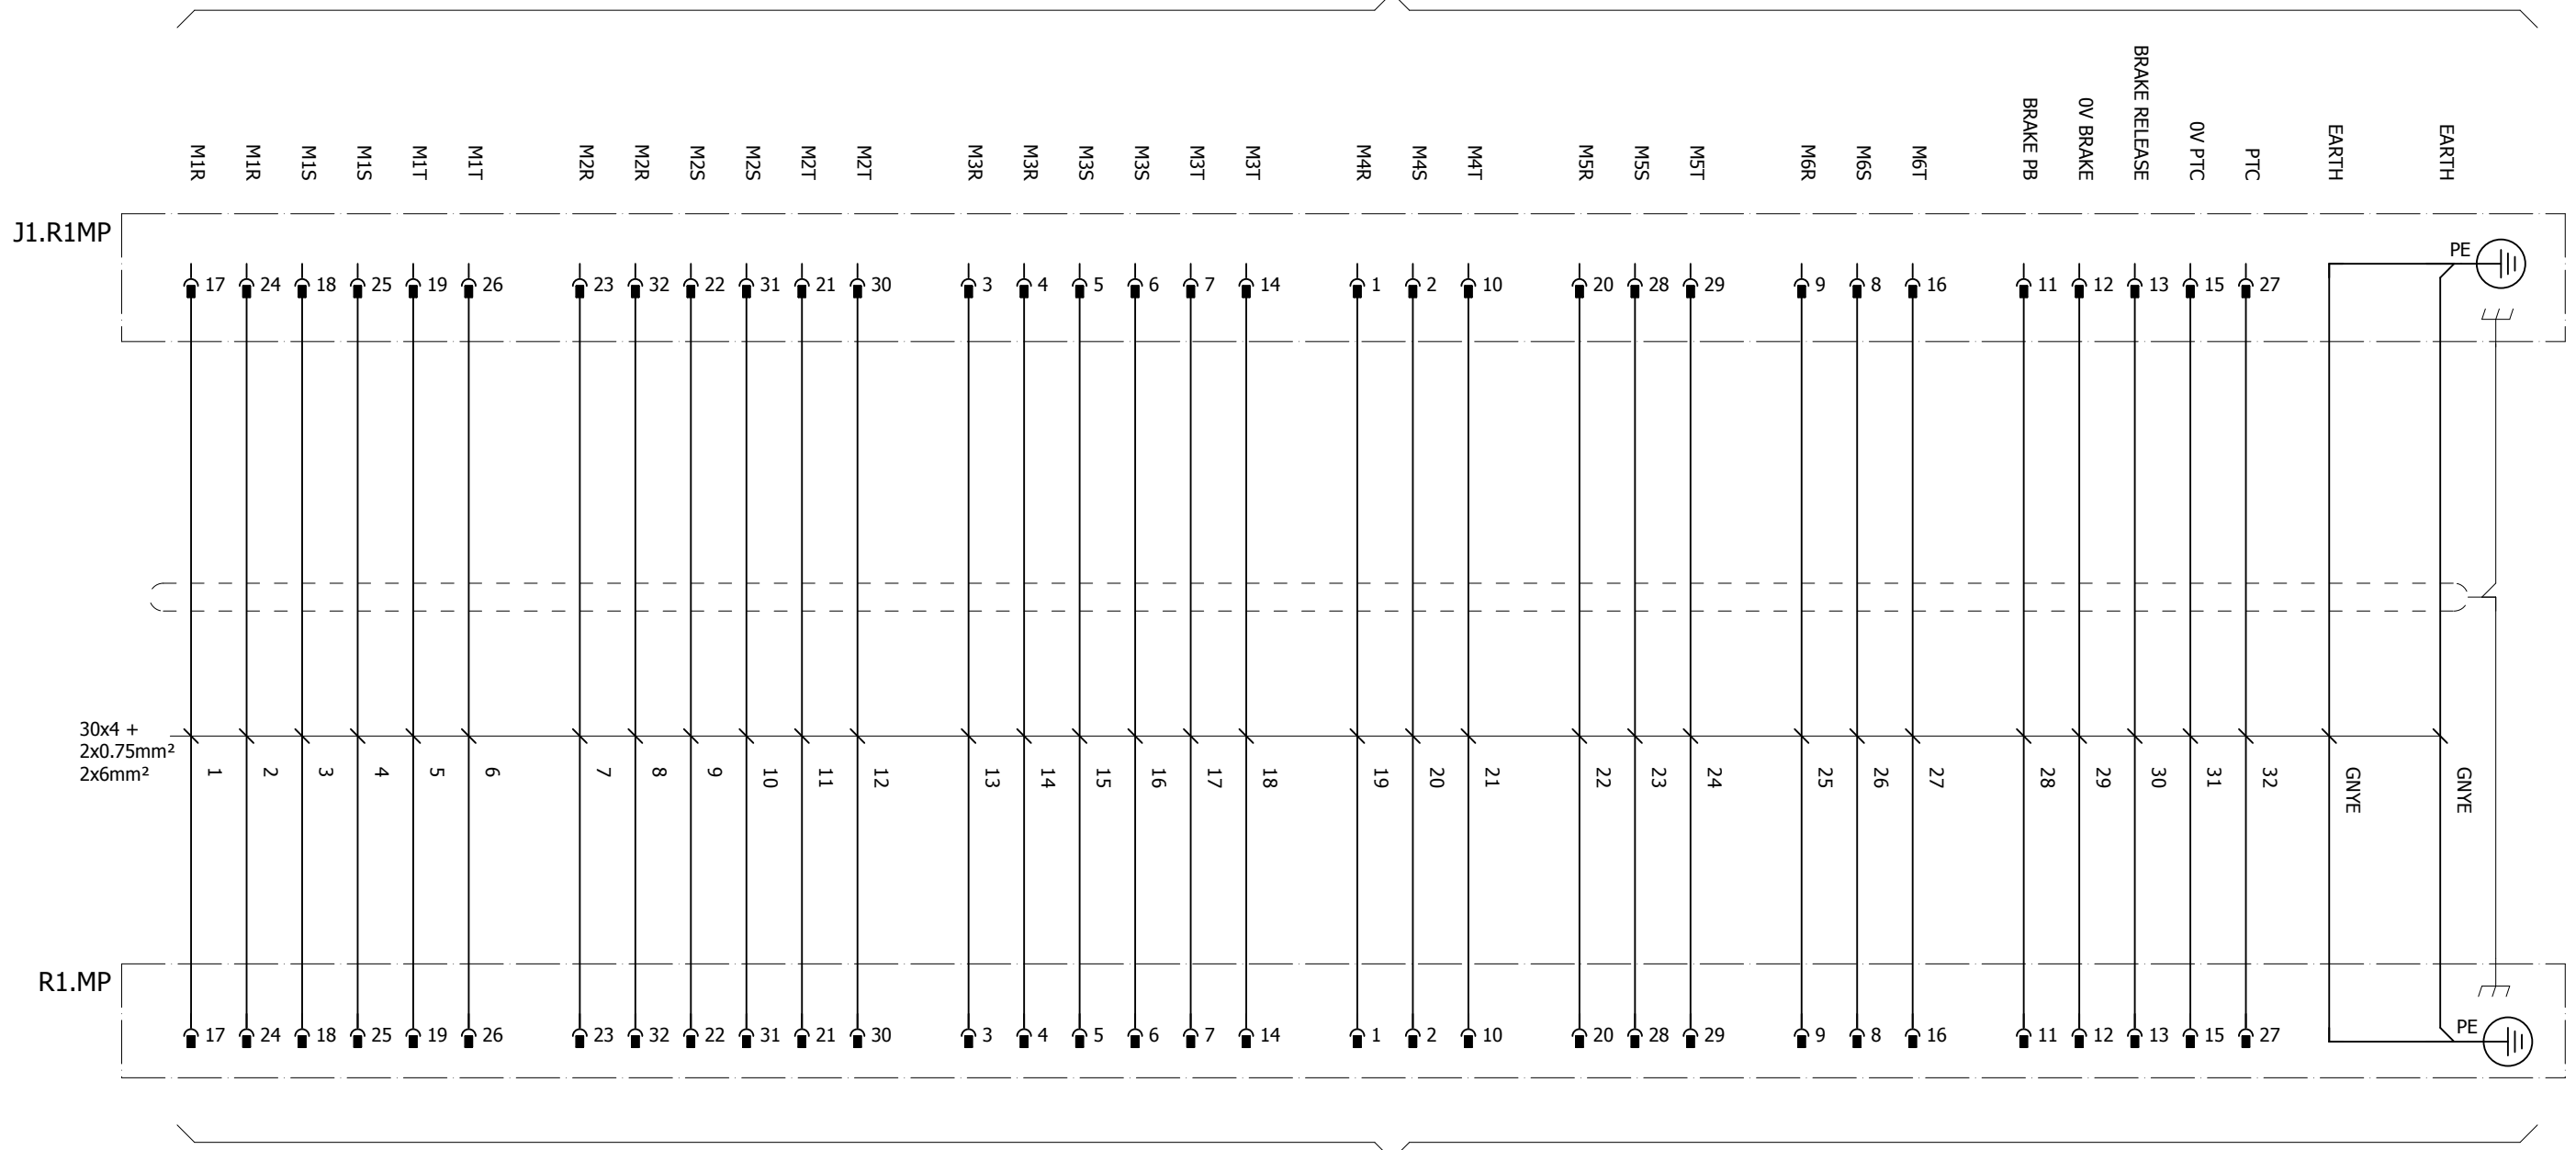 M1R M1R M1S M1S M1T M1T M2R M2R M2S M2S M2T M2T M3R M3R M3S M3S M3T M3T M4R M4S M4T M5R M5S M5T M6R M6S M6T BRAKE PB 0V BRAKE BRAKE RELEASE 0V PTC PTC EARTH EARTH
J1.R1MP
PE
17 24 18 25 19 26 23 32 22 31 21 30 3 4 5 6 7 14 1 2 10 20 28 29 9 8 16 11 12 13 15 27
30x4 +
2x0.75mm²
2x6mm²
1 2 3 4 5 6 7 8 9 10 11 12 13 14 15 16 17 18 19 20 21 22 23 24 25 26 27 28 29 30 31 32 GNYE GNYE
R1.MP
PE
17 24 18 25 19 26 23 32 22 31 21 30 3 4 5 6 7 14 1 2 10 20 28 29 9 8 16 11 12 13 15 27